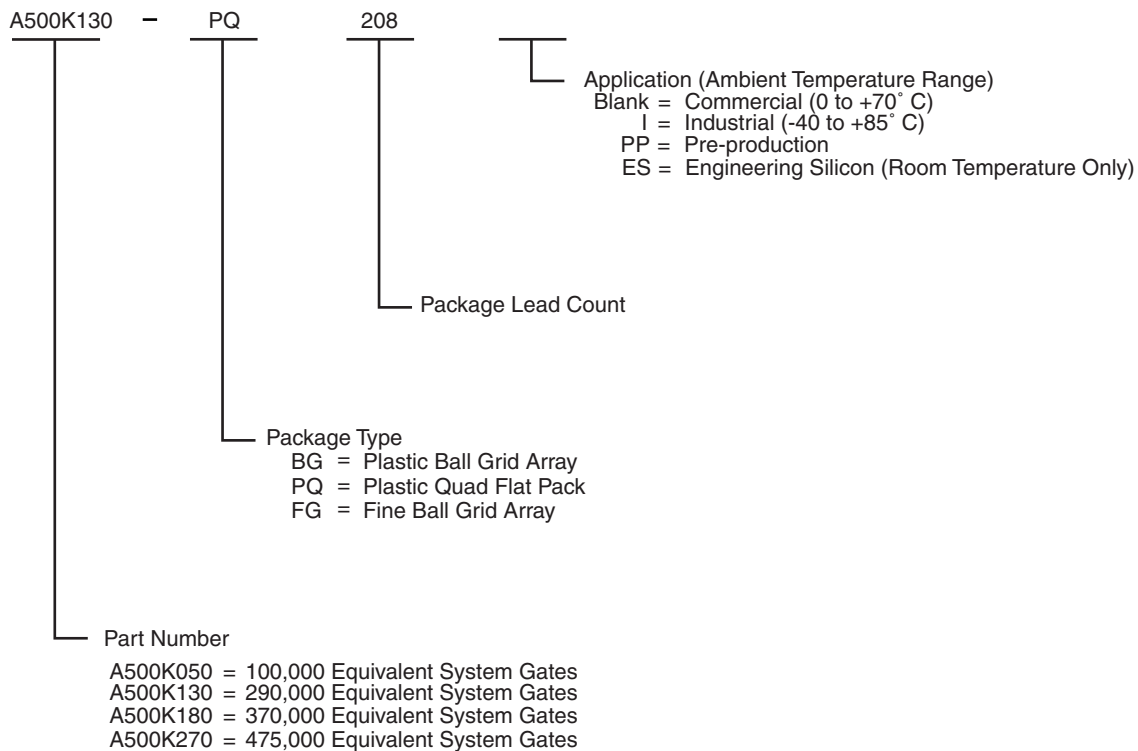 A500K130 – PQ 208
Application (Ambient Temperature Range)
Blank = Commercial (0 to +70˚ C)
I = Industrial (-40 to +85˚ C)
PP = Pre-production
ES = Engineering Silicon (Room Temperature Only)
Package Lead Count
Package Type
BG = Plastic Ball Grid Array
PQ = Plastic Quad Flat Pack
FG = Fine Ball Grid Array
Part Number
A500K050 = 100,000 Equivalent System Gates
A500K130 = 290,000 Equivalent System Gates
A500K180 = 370,000 Equivalent System Gates
A500K270 = 475,000 Equivalent System Gates